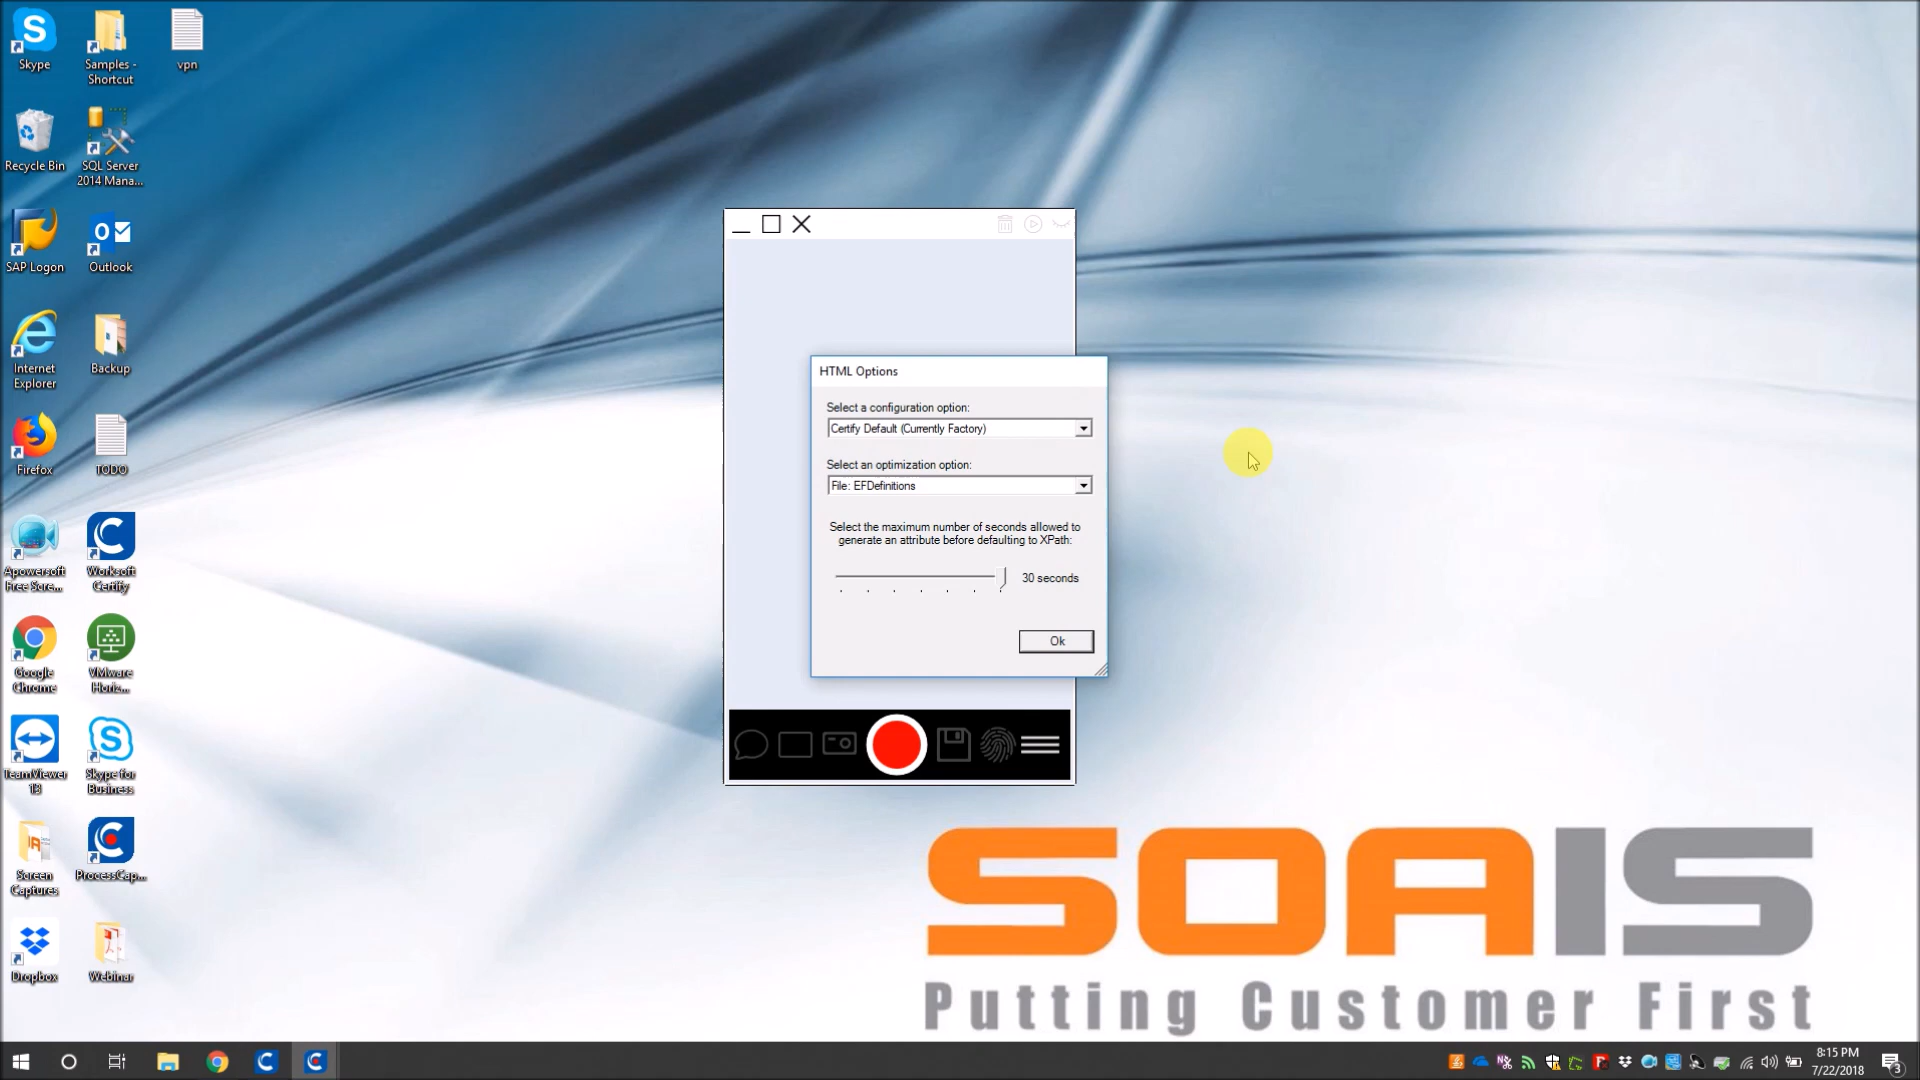 Skype
Samples -
Shortcut
vpn
Recycle Bin
SQL Server
2014 Mana...
SAP Logon
Outlook
Internet
Explorer
Backup
Firefox
TODO
Apowersoft
Free Scre...
Worksoft
Certify
Google
Chrome
VMware
Horiz...
TeamViewer
13
Skype for
Business
Screen
Captures
ProcessCap...
Dropbox
Webinar
HTML Options
Select a configuration option:
Certify Default (Currently Factory)
Select an optimization option:
File: EFDefinitions
Select the maximum number of seconds allowed to
generate an attribute before defaulting to XPath:
30 seconds
Ok
SOAIS
Putting Customer First
8:15 PM
7/22/2018
3